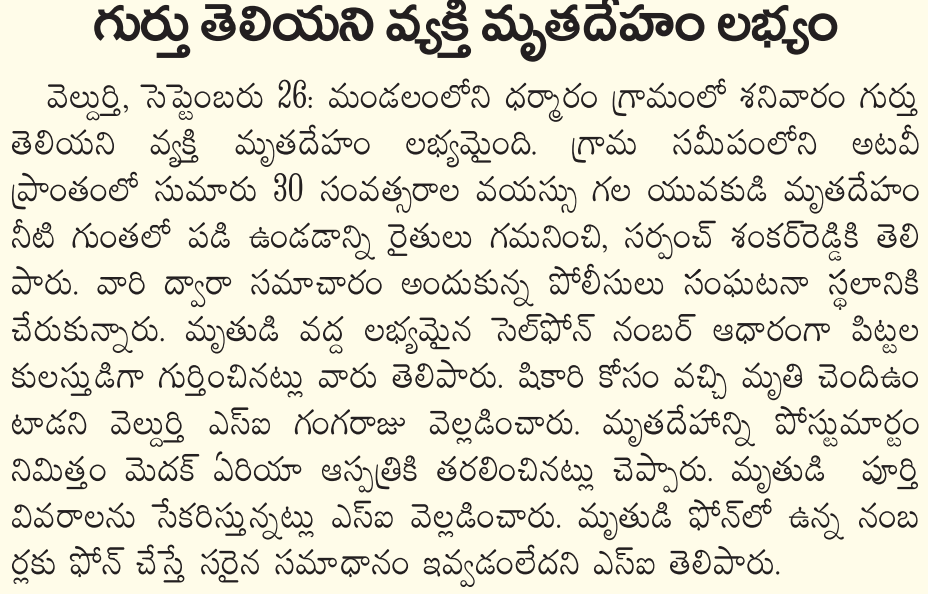 గుర్తు తెలియని వ్యక్తి మృతదేహం లభ్యం
వెల్దుర్తి, సెప్టెంబరు 26: మండలంలోని ధర్మారం గ్రామంలో శనివారం గుర్తు
తెలియని వ్యక్తి మృతదేహం లభ్యమైంది. గ్రామ సమీపంలోని అటవీ
ప్రాంతంలో సుమారు 30 సంవత్సరాల వయస్సు గల యువకుడి మృతదేహం
నీటి గుంతలో పడి ఉండడాన్ని రైతులు గమనించి, సర్పంచ్ శంకర్‌రెడ్డికి తెలి
పారు. వారి ద్వారా సమాచారం అందుకున్న పోలీసులు సంఘటనా స్థలానికి
చేరుకున్నారు. మృతుడి వద్ద లభ్యమైన సెల్‌ఫోన్ నంబర్ ఆధారంగా పిట్టల
కులస్తుడిగా గుర్తించినట్లు వారు తెలిపారు. షికారి కోసం వచ్చి మృతి చెందిఉం
టాడని వెల్దుర్తి ఎస్ఐ గంగరాజు వెల్లడించారు. మృతదేహాన్ని పోస్టుమార్టం
నిమిత్తం మెదక్ ఏరియా ఆస్పత్రికి తరలించినట్లు చెప్పారు. మృతుడి పూర్తి
వివరాలను సేకరిస్తున్నట్లు ఎస్ఐ వెల్లడించారు. మృతుడి ఫోన్‌లో ఉన్న నంబ
ర్లకు ఫోన్ చేస్తే సరైన సమాధానం ఇవ్వడంలేదని ఎస్ఐ తెలిపారు.